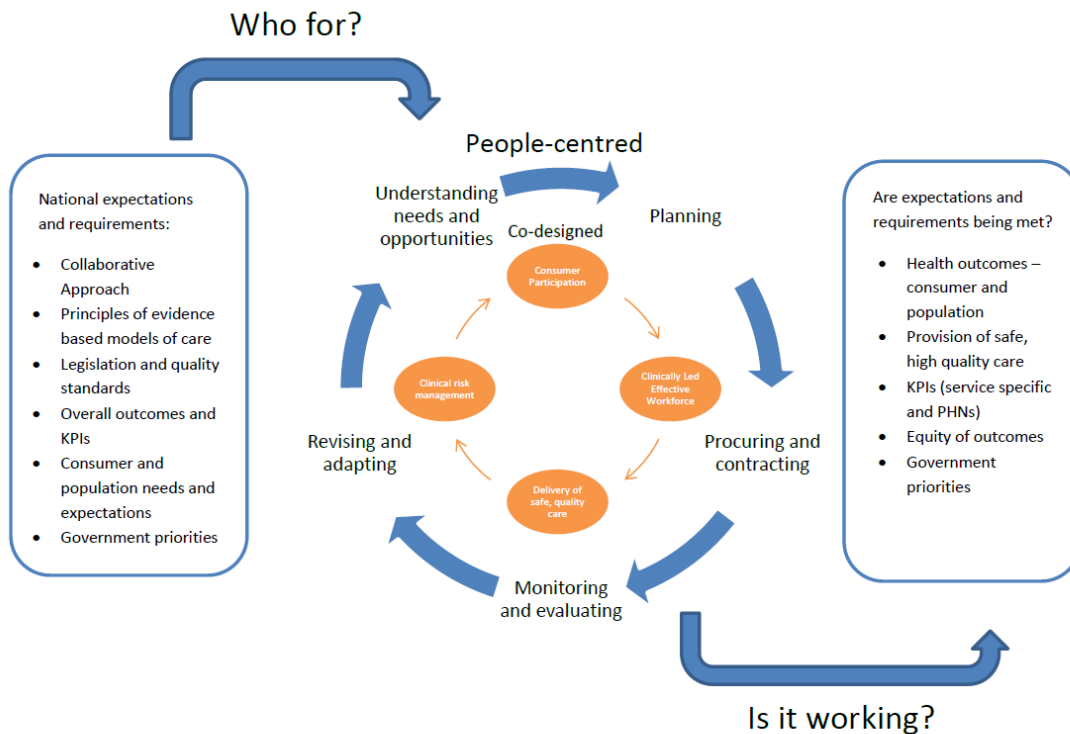 Who for?
National expectations
and requirements:
• Collaborative
Approach
• Principles of evidence
based models of care
• Legislation and quality
standards
• Overall outcomes and
KPIs
• Consumer and
population needs and
expectations
• Government priorities
People-centred
Understanding
needs and
opportunities
Planning
Co-designed
Consumer
Participation
Clinical risk
management
Clinically Led
Effective
Workforce
Revising and
adapting
Procuring and
contracting
Delivery of
safe, quality
care
Monitoring
and evaluating
Are expectations and
requirements being met?
• Health outcomes –
consumer and
population
• Provision of safe,
high quality care
• KPIs (service specific
and PHNs)
• Equity of outcomes
• Government
priorities
Is it working?